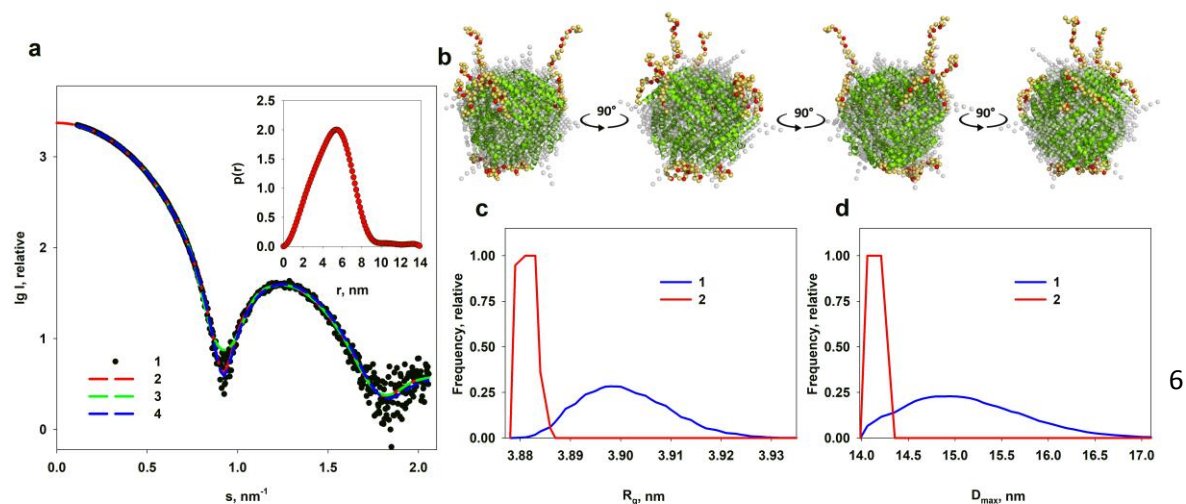 a
lg I, relative
3
2
1
0
0.0 0.5 1.0 1.5 2.0
s, nm-1
1
2
3
4
p(r)
2.5
2.0
1.5
1.0
0.5
0.0
0 2 4 6 8 10 12 14
r, nm
b
90° 90° 90°
c
Frequency, relative
1.00
0.75
0.50
0.25
0.00
3.88 3.89 3.90 3.91 3.92 3.93
Rg, nm
1
2
d
Frequency, relative
1.00
0.75
0.50
0.25
0.00
14.0 14.5 15.0 15.5 16.0 16.5 17.0
Dmax, nm
1
2
6